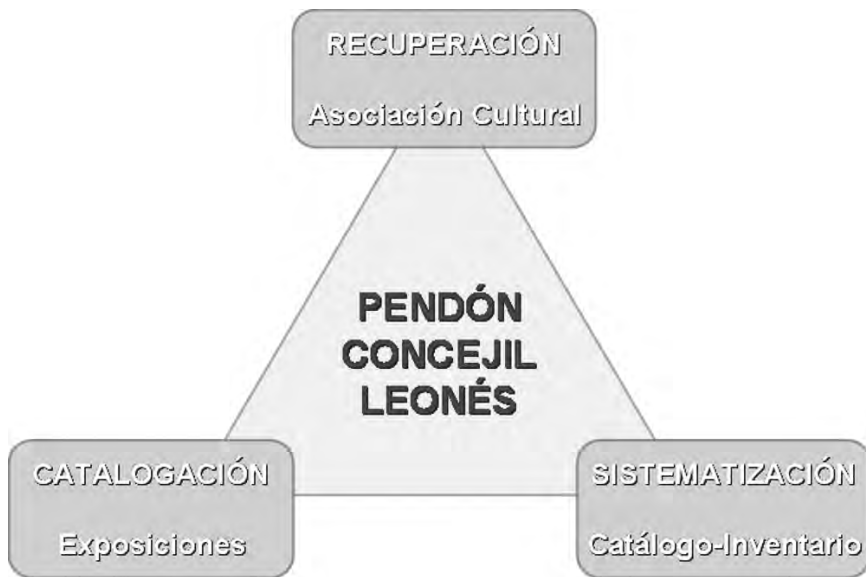 RECUPERACIÓN
Asociación Cultural
PENDÓN
CONCEJIL
LEONÉS
CATALOGACIÓN
Exposiciones
SISTEMATIZACIÓN
Catálogo-Inventario